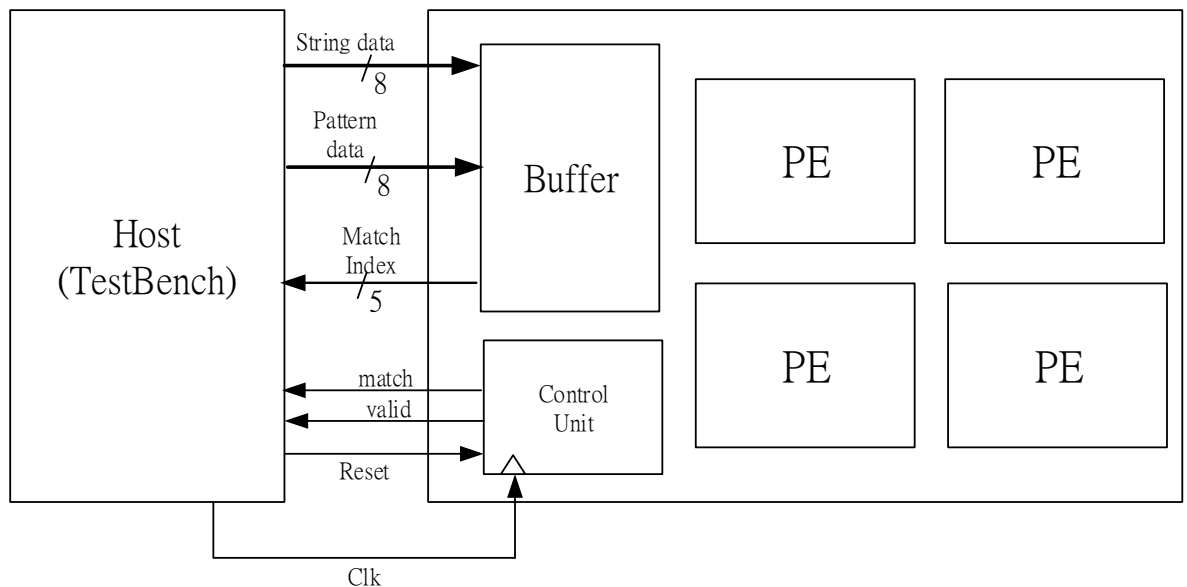 String data
8
Pattern
data
8
Match
Index
5
Host
(TestBench)
Buffer
PE
PE
PE
PE
match
valid
Reset
Control
Unit
Clk